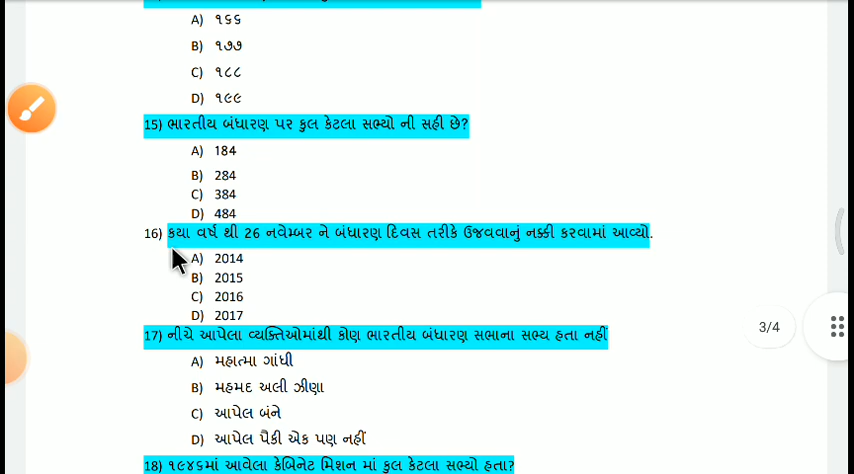 A) ૧૬૬
B) ૧૭૭
C) ૧૮૮
D) ૧૯૯
15) ભારતીય બંધારણ પર કુલ કેટલા સભ્યો ની સહી છે?
A) 184
B) 284
C) 384
D) 484
16) કયા વર્ષ થી 26 નવેમ્બર ને બંધારણ દિવસ તરીકે ઉજવવાનું નક્કી કરવામાં આવ્યો.
A) 2014
B) 2015
C) 2016
D) 2017
17) નીચે આપેલા વ્યક્તિઓમાંથી કોણ ભારતીય બંધારણ સભાના સભ્ય હતા નહીં
3/4
A) મહાત્મા ગાંધી
B) મહમદ અલી ઝીણા
C) આપેલ બંને
D) આપેલ પૈકી એક પણ નહીં
18) ૧૯૪૬માં આવેલા કેબિનેટ મિશન માં કુલ કેટલા સભ્યો હતા?